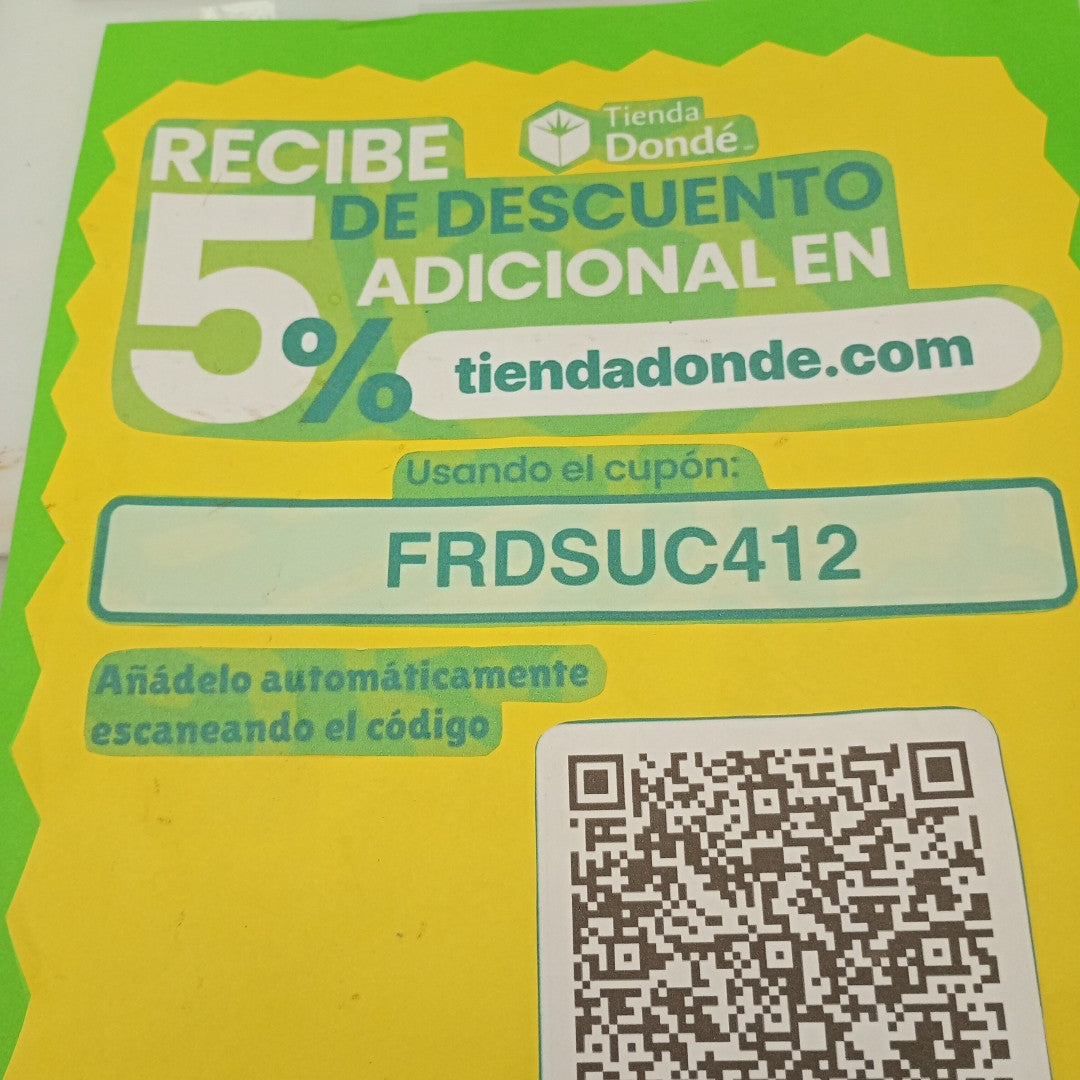 Tienda
Dondé
RECIBE
5%
DE DESCUENTO
ADICIONAL EN
tiendadonde.com
Usando el cupón:
FRDSUC412
Añádelo automáticamente
escaneando el código